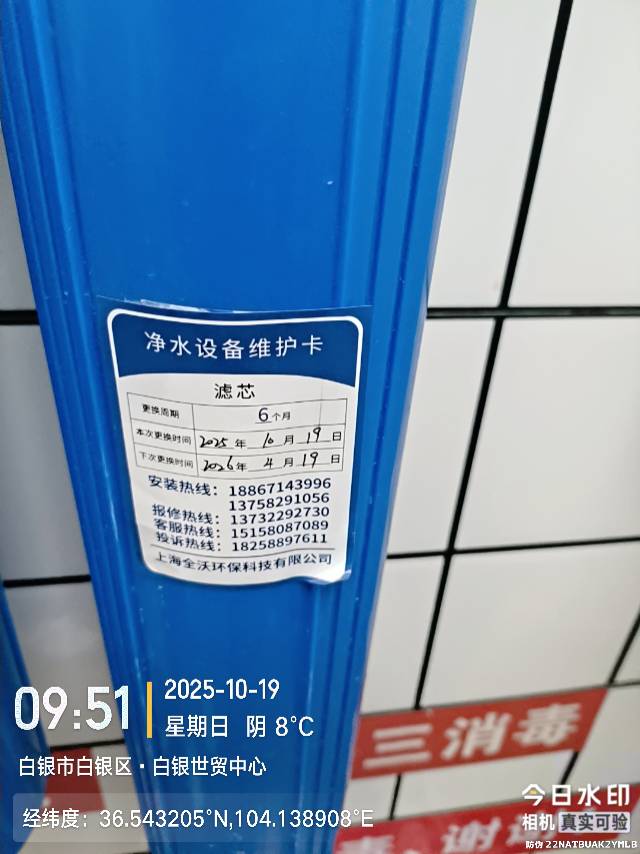 净水设备维护卡
滤芯
更换周期 6个月
本次更换时间 2025年 10月 19日
下次更换时间 2026年 4月 19日
安装热线：18867143996
13758291056
报修热线：13732292730
客服热线：15158087089
投诉热线：18258897611
上海全沃环保科技有限公司
三消毒
谢
09:51
2025-10-19
星期日 阴 8℃
白银市白银区·白银世贸中心
经纬度：36.543205°N,104.138908°E
今日水印
相机 真实可验
防伪 22NATBUAK2YMLB